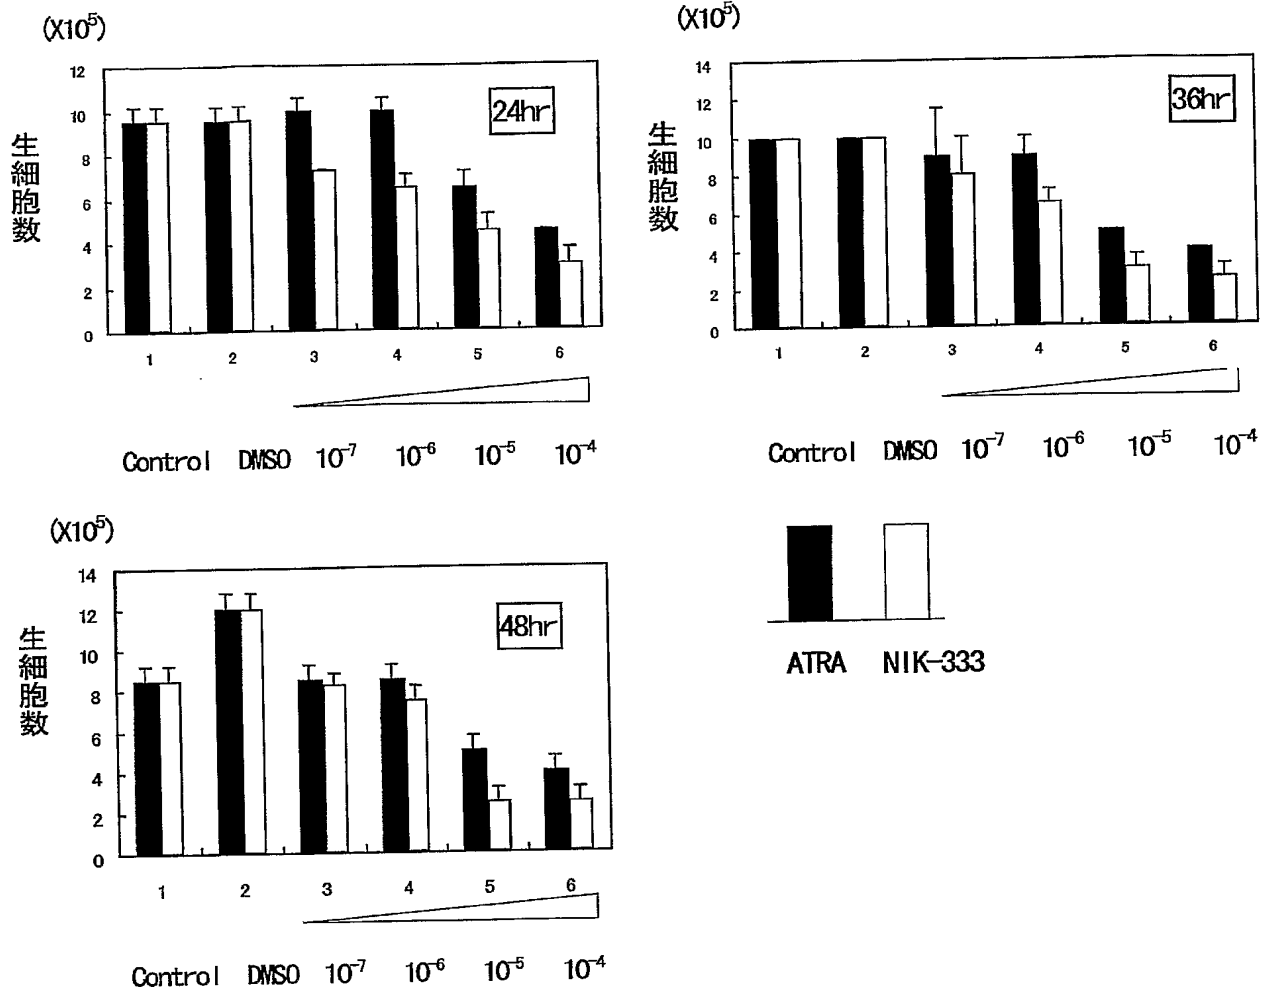 (X10⁵)
生細胞数
12
10
8
6
4
2
0
24hr
1 2 3 4 5 6
Control DMSO 10⁻⁷ 10⁻⁶ 10⁻⁵ 10⁻⁴
(X10⁵)
生細胞数
14
12
10
8
6
4
2
0
36hr
1 2 3 4 5 6
Control DMSO 10⁻⁷ 10⁻⁶ 10⁻⁵ 10⁻⁴
(X10⁵)
生細胞数
14
12
10
8
6
4
2
0
48hr
1 2 3 4 5 6
Control DMSO 10⁻⁷ 10⁻⁶ 10⁻⁵ 10⁻⁴
ATRA NIK-333